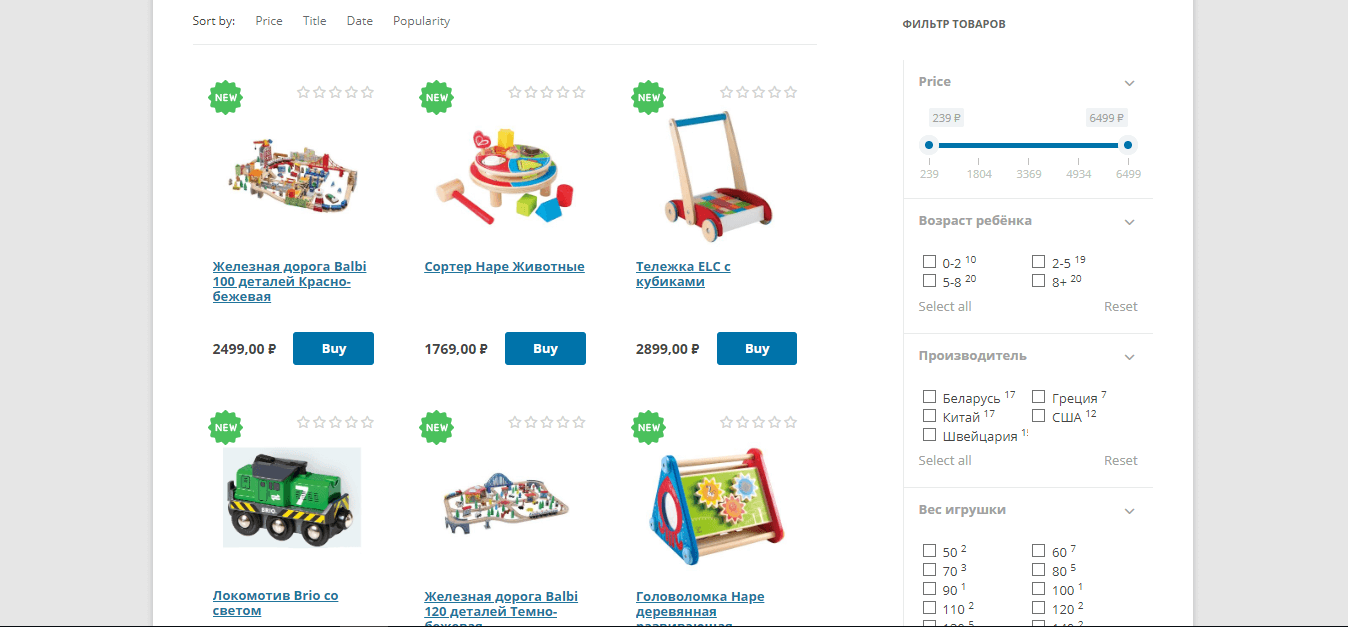 Sort by: Price Title Date Popularity
NEW NEW NEW
Железная дорога Balbi
100 деталей Красно-
бежевая
Сортер Hape Животные
Тележка ELC с
кубиками
2499,00 ₽ Buy
1769,00 ₽ Buy
2899,00 ₽ Buy
NEW NEW NEW
7
BRIO.
Локомотив Brio со
светом
Железная дорога Balbi
120 деталей Темно-
бежевая
Головоломка Hape
деревянная
развивающая
ФИЛЬТР ТОВАРОВ
Price
239 ₽ 6499 ₽
239 1804 3369 4934 6499
Возраст ребёнка
0-2 10 2-5 19
5-8 20 8+ 20
Select all Reset
Производитель
Беларусь 17 Греция 7
Китай 17 США 12
Швейцария
Select all Reset
Вес игрушки
50 2 60 7
70 3 80 5
90 1 100 1
110 2 120 2